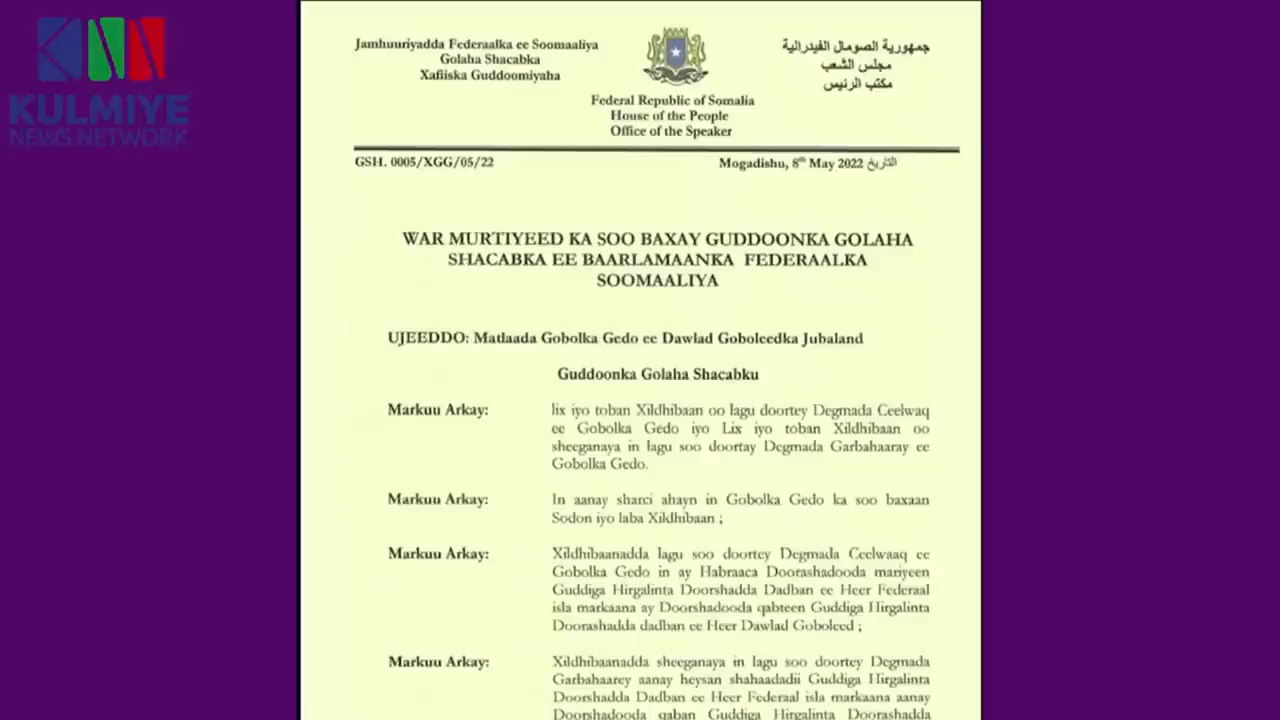 KNN
KULMIYE
NEWS.NETWORK
Jamhuuriyadda Federaalka ee Soomaaliya
Golaha Shacabka
Xafiiska Guddoomiyaha
جمهورية الصومال الفيدرالية
مجلس الشعب
مكتب الرئيس
Federal Republic of Somalia
House of the People
Office of the Speaker
GSH. 0005/XGG/05/22
Mogadishu, 8th May 2022 التاريخ
WAR MURTIYEED KA SOO BAXAY GUDDOONKA GOLAHA
SHACABKA EE BAARLAMAANKA FEDERAALKA
SOOMAALIYA
UJEEDDO: Matlaada Gobolka Gedo ee Dawlad Goboleedka Jubaland
Guddoonka Golaha Shacabku
Markuu Arkay: lix iyo toban Xildhibaan oo lagu doortey Degmada Ceelwaq
ee Gobolka Gedo iyo Lix iyo toban Xildhibaan oo
sheeganaya in lagu soo doortay Degmada Garbahaaray ee
Gobolka Gedo.
Markuu Arkay: In aanay sharci ahayn in Gobolka Gedo ka soo baxaan
Sodon iyo laba Xildhibaan ;
Markuu Arkay: Xildhibaanadda lagu soo doortey Degmada Ceelwaaq ee
Gobolka Gedo in ay Habraaca Doorashadooda mariyeen
Guddiga Hirgalinta Doorshadda Dadban ee Heer Federaal
isla markaana ay Doorshadooda qabteen Guddiga Hirgalinta
Doorashadda dadban ee Heer Dawlad Goboleed ;
Markuu Arkay: Xildhibaanadda sheeganaya in lagu soo doortey Degmada
Garbahaarey aanay heysan shahaadadii Guddiga Hirgalinta
Doorshadda Dadban ee Heer Federaal isla markaana aanay
Doorshadooda qaban Guddiga Hirgalinta Doorashadda